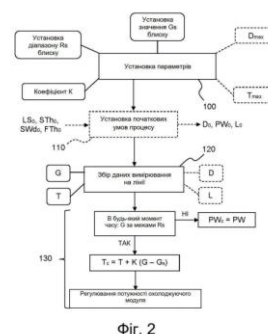 Установка
значення Gs
блиску
Установка
діапазону Rs
блиску
Dmax
Установка параметрів
Коефіцієнт K
Tmax
100
LS₀, STh₀,
SWd₀, FTh₀
Установка початкових
умов процесу
D₀, PW₀, L₀
110
120
G
T
Збір даних вимірювання
на лінії
D
L
130
В будь-який момент
часу: G за межами Rs
НІ
PWc = PW
ТАК
Tc = T + K (G – Gs)
Регулювання потужності охолоджуючого
модуля
Фіг. 2